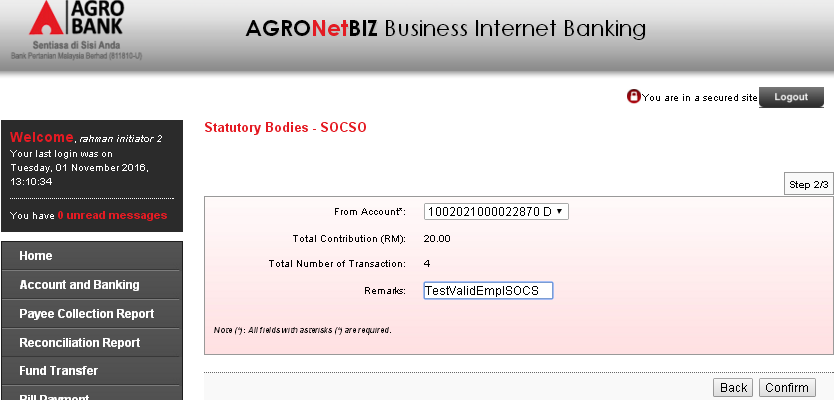 AGRO
BANK
Sentiasa di Sisi Anda
Bank Pertanian Malaysia Berhad (811810-U)
AGRONetBIZ Business Internet Banking
You are in a secured site
Logout
Welcome, rahman initiator 2
Your last login was on
Tuesday, 01 November 2016,
13:10:34
You have 0 unread messages
Home
Account and Banking
Payee Collection Report
Reconciliation Report
Fund Transfer
Bill Payment
Statutory Bodies - SOCSO
Step 2/3
From Account*: 1002021000022870 D
Total Contribution (RM): 20.00
Total Number of Transaction: 4
Remarks: TestValidEmplSOCS
Note (*): All fields with asterisks (*) are required.
Back Confirm